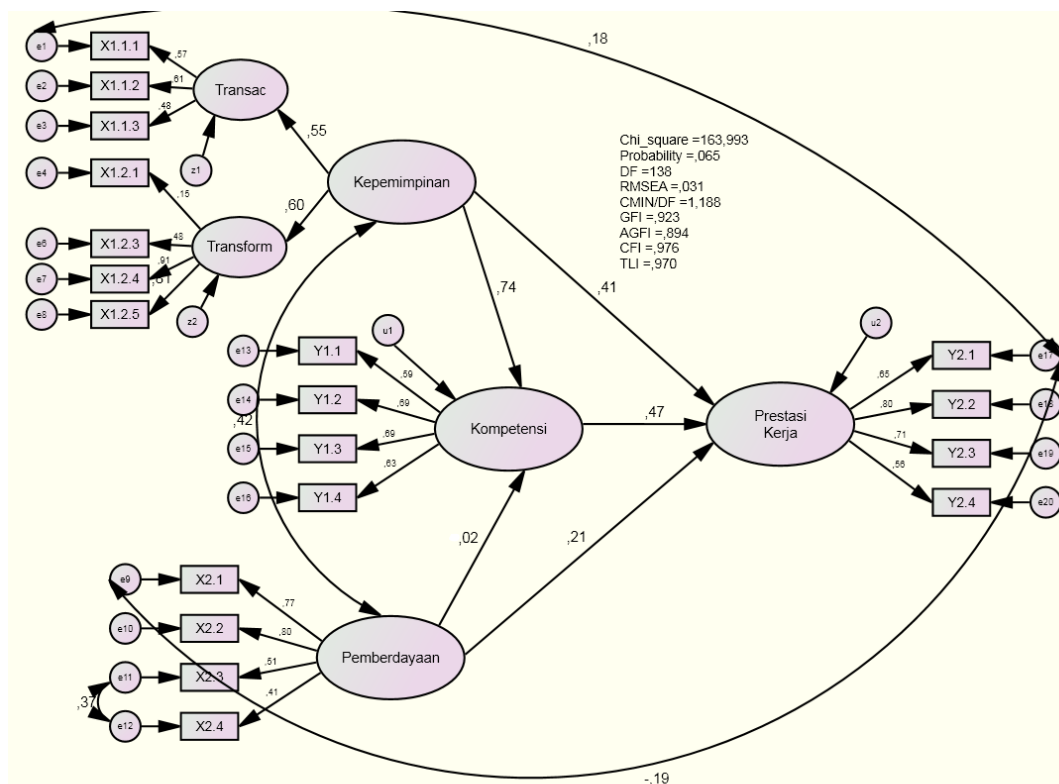 ,18
e1
X1.1.1
,57
e2
X1.1.2
,61
Transac
e3
X1.1.3
,48
z1
,55
e4
X1.2.1
,15
Kepemimpinan
,60
Transform
e6
X1.2.3
,48
e7
X1.2.4
,91
e8
X1.2.5
,61
z2
Chi_square =163,993
Probability =,065
DF =138
RMSEA =,031
CMIN/DF =1,188
GFI =,923
AGFI =,894
CFI =,976
TLI =,970
,74
,41
u1
u2
e13
Y1.1
,59
e14
Y1.2
,69
,42
e15
Y1.3
,69
e16
Y1.4
,63
Kompetensi
,47
Prestasi
Kerja
,65
Y2.1
e17
,80
Y2.2
e18
,71
Y2.3
e19
,56
Y2.4
e20
,02
,21
e9
X2.1
,77
e10
X2.2
,80
e11
X2.3
,51
e12
X2.4
,41
,37
Pemberdayaan
-,19